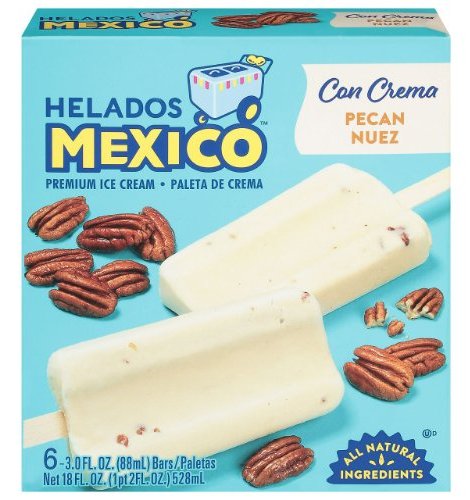 HELADOS
MEXICO™
PREMIUM ICE CREAM • PALETA DE CREMA
Con Crema
PECAN
NUEZ
6-3.0 FL. OZ. (88mL) Bars/Paletas
Net 18 FL. OZ. (1pt 2FL. OZ.) 528mL
U D
ALL NATURAL
INGREDIENTS